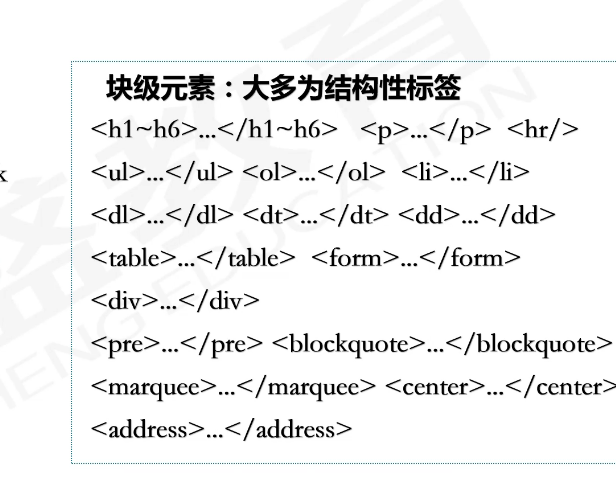 块级元素：大多为结构性标签
<h1~h6>...</h1~h6> <p>...</p> <hr/>
<ul>...</ul> <ol>...</ol> <li>...</li>
x
<dl>...</dl> <dt>...</dt> <dd>...</dd>
<table>...</table> <form>...</form>
<div>...</div>
<pre>...</pre> <blockquote>...</blockquote>
<marquee>...</marquee> <center>...</center>
<address>...</address>